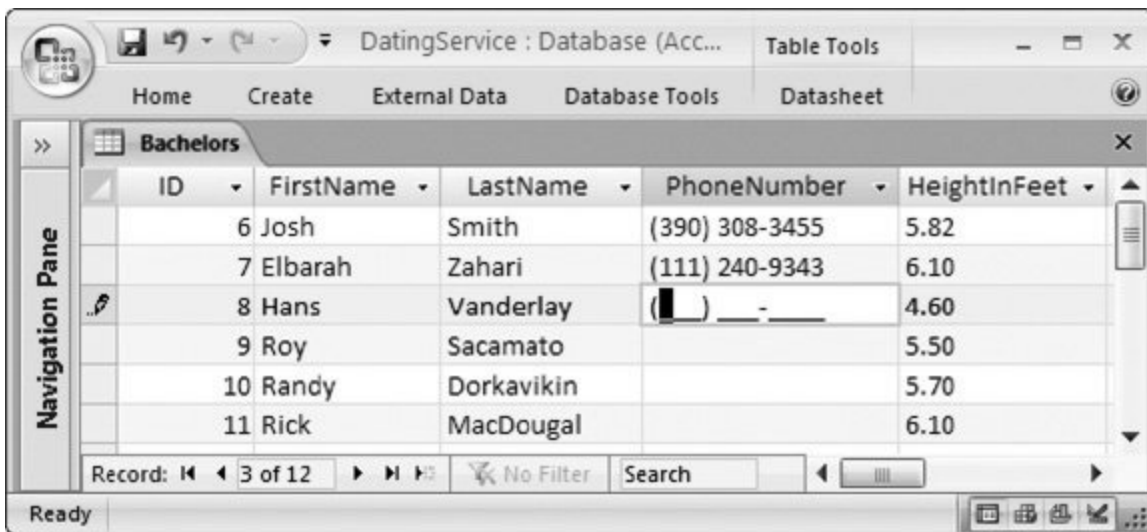 DatingService : Database (Acc... Table Tools
Home Create External Data Database Tools Datasheet
Bachelors
ID FirstName LastName PhoneNumber HeightInFeet
6 Josh Smith (390) 308-3455 5.82
7 Elbarah Zahari (111) 240-9343 6.10
8 Hans Vanderlay (___) ___-____ 4.60
9 Roy Sacamato 5.50
10 Randy Dorkavikin 5.70
11 Rick MacDougal 6.10
Navigation Pane
Record: 3 of 12 No Filter Search
Ready